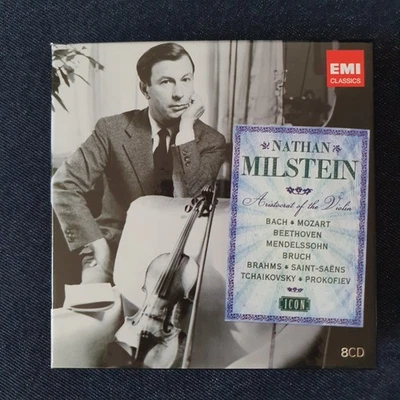 EMI
CLASSICS
NATHAN
MILSTEIN
Aristocrat of the Violin
BACH • MOZART
BEETHOVEN
MENDELSSOHN
BRUCH
BRAHMS • SAINT-SAËNS
TCHAIKOVSKY • PROKOFIEV
ICON
8CD